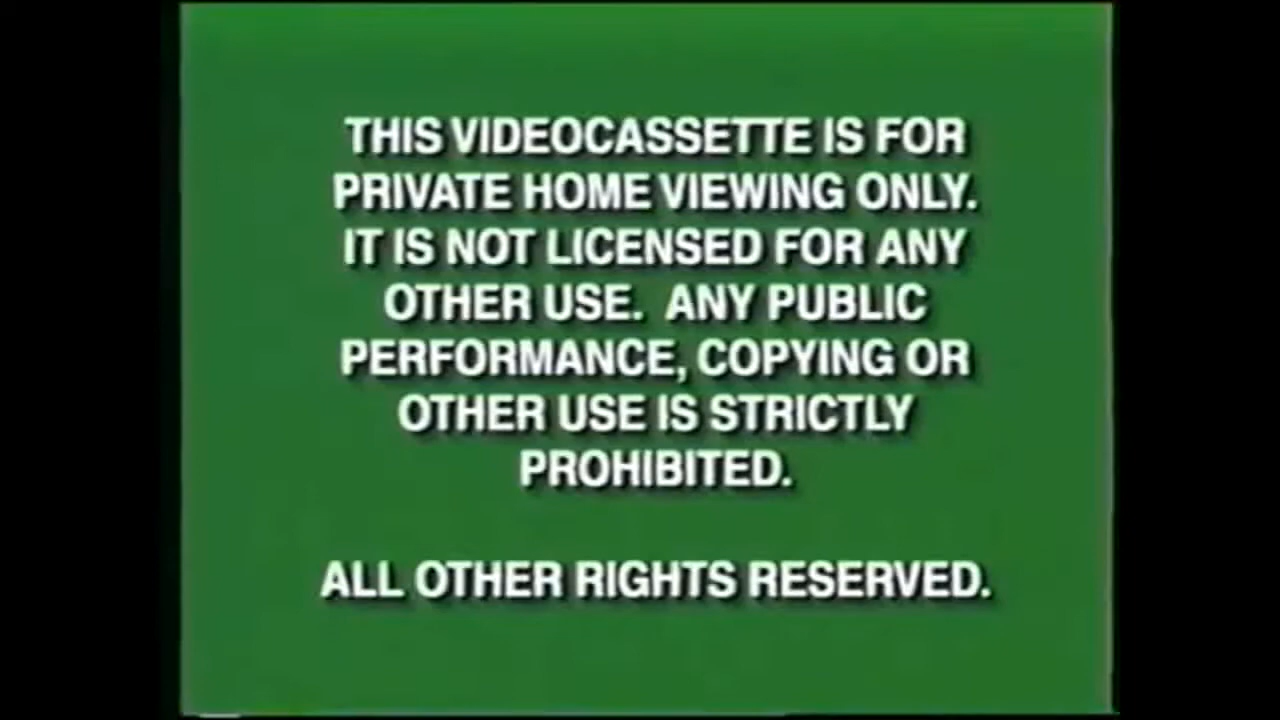 THIS VIDEOCASSETTE IS FOR
PRIVATE HOME VIEWING ONLY.
IT IS NOT LICENSED FOR ANY
OTHER USE.  ANY PUBLIC
PERFORMANCE, COPYING OR
OTHER USE IS STRICTLY
PROHIBITED.
ALL OTHER RIGHTS RESERVED.